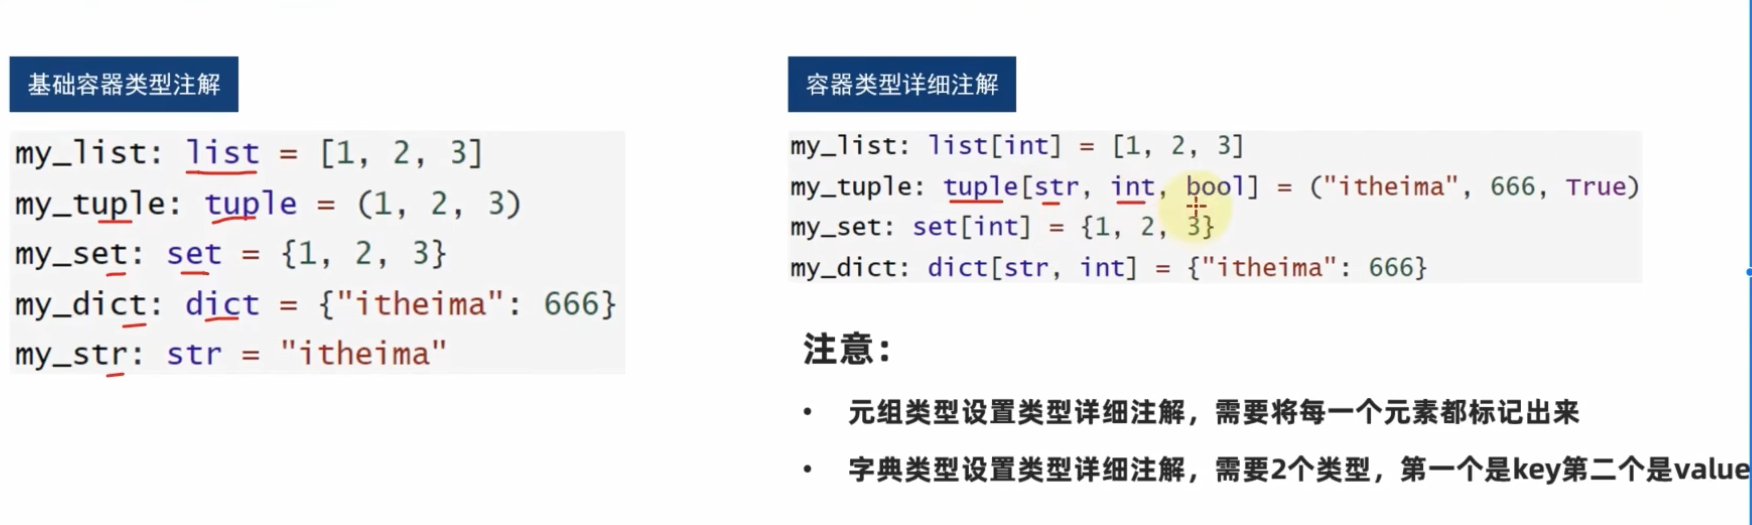 基础容器类型注解
my_list: list = [1, 2, 3]
my_tuple: tuple = (1, 2, 3)
my_set: set = {1, 2, 3}
my_dict: dict = {"itheima": 666}
my_str: str = "itheima"
容器类型详细注解
my_list: list[int] = [1, 2, 3]
my_tuple: tuple[str, int, bool] = ("itheima", 666, True)
my_set: set[int] = {1, 2, 3}
my_dict: dict[str, int] = {"itheima": 666}
注意：
• 元组类型设置类型详细注解，需要将每一个元素都标记出来
• 字典类型设置类型详细注解，需要2个类型，第一个是key第二个是value